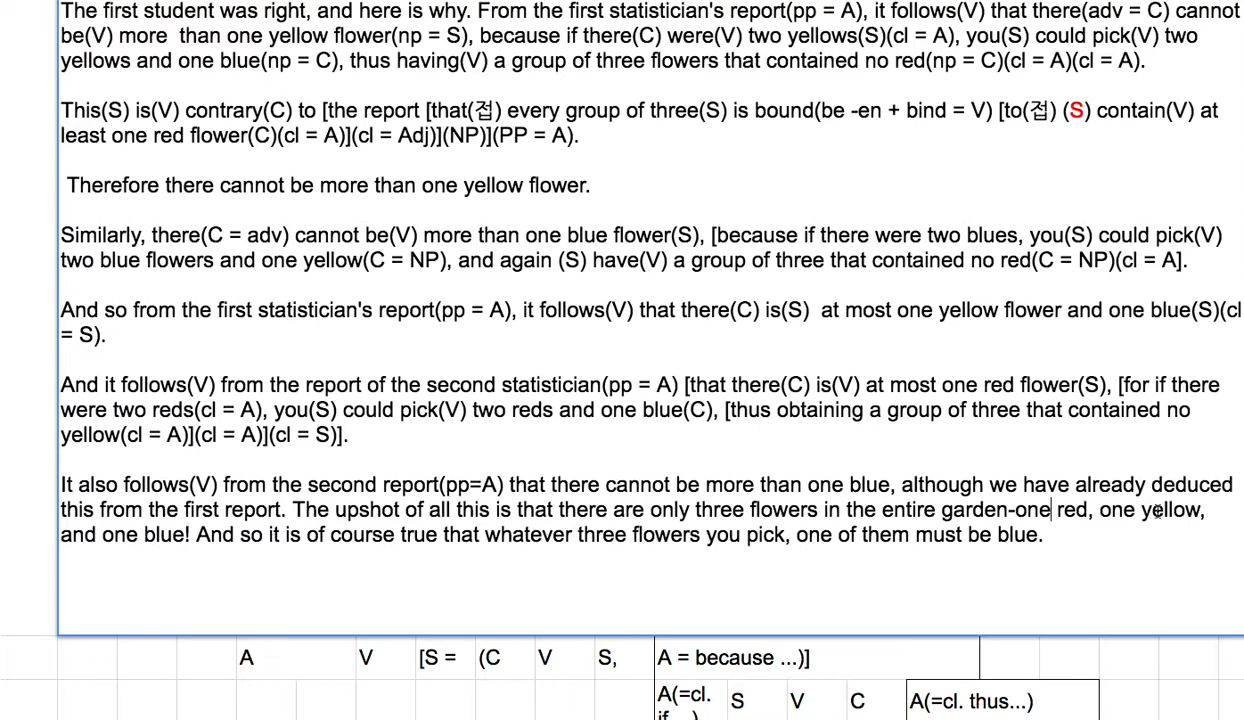 The first student was right, and here is why. From the first statistician's report(pp = A), it follows(V) that there(adv = C) cannot
be(V) more  than one yellow flower(np = S), because if there(C) were(V) two yellows(S)(cl = A), you(S) could pick(V) two
yellows and one blue(np = C), thus having(V) a group of three flowers that contained no red(np = C)(cl = A)(cl = A).
This(S) is(V) contrary(C) to [the report [that(접) every group of three(S) is bound(be -en + bind = V) [to(접) (S) contain(V) at
least one red flower(C)(cl = A)](cl = Adj)](NP)](PP = A).
Therefore there cannot be more than one yellow flower.
Similarly, there(C = adv) cannot be(V) more than one blue flower(S), [because if there were two blues, you(S) could pick(V)
two blue flowers and one yellow(C = NP), and again (S) have(V) a group of three that contained no red(C = NP)(cl = A].
And so from the first statistician's report(pp = A), it follows(V) that there(C) is(S)  at most one yellow flower and one blue(S)(cl
= S).
And it follows(V) from the report of the second statistician(pp = A) [that there(C) is(V) at most one red flower(S), [for if there
were two reds(cl = A), you(S) could pick(V) two reds and one blue(C), [thus obtaining a group of three that contained no
yellow(cl = A)](cl = A)](cl = S)].
It also follows(V) from the second report(pp=A) that there cannot be more than one blue, although we have already deduced
this from the first report. The upshot of all this is that there are only three flowers in the entire garden-one red, one yellow,
and one blue! And so it is of course true that whatever three flowers you pick, one of them must be blue.
A V [S = (C V S, A = because ...)]
A(=cl. S V C A(=cl. thus...)